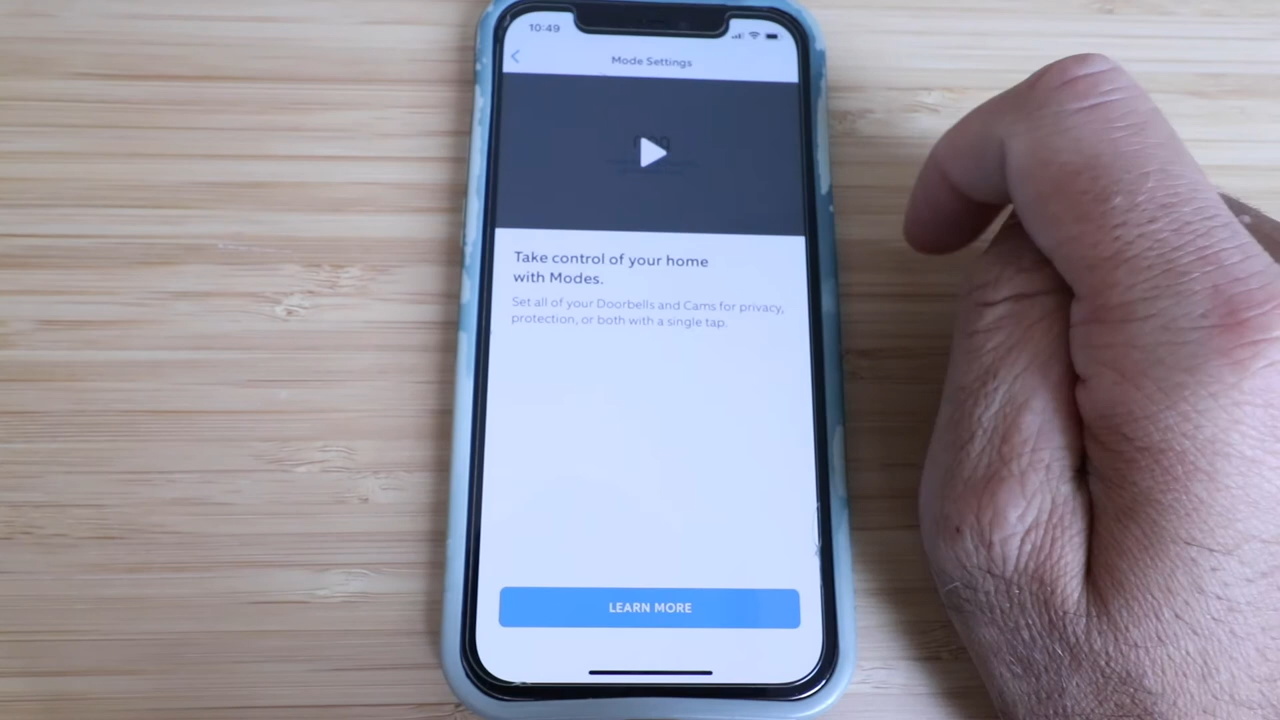 10:49
Mode Settings
Take control of your home
with Modes.
Set all of your Doorbells and Cams for privacy,
protection, or both with a single tap.
LEARN MORE